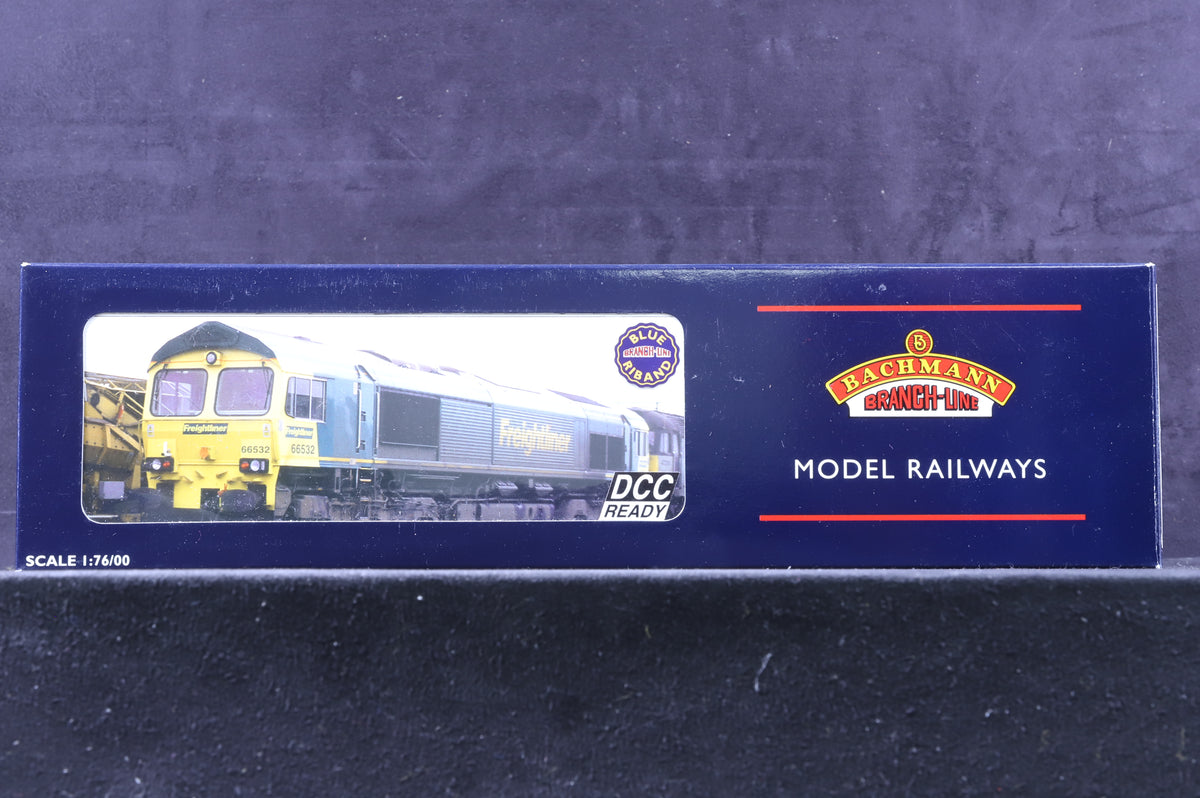 BLUE
BRANCH-LINE
RIBAND
Freightliner
66532
66532
Freightliner
DCC
READY
SCALE 1:76/00
BACHMANN
BRANCH-LINE
MODEL RAILWAYS